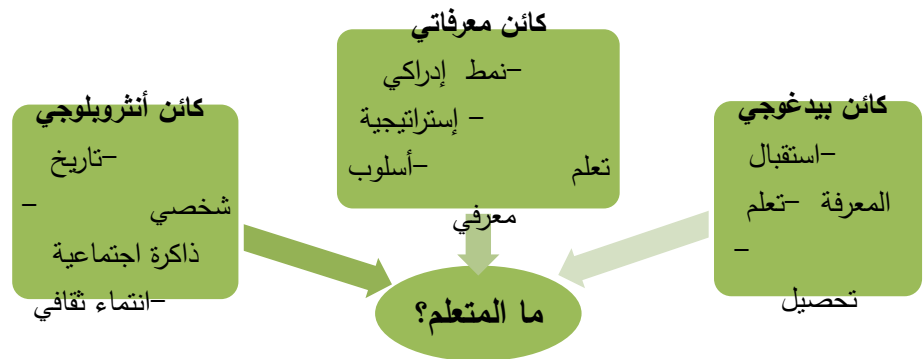 كائن بيدغوجي
–استقبال
المعرفة –تعلم
–
تحصيل
كائن معرفاتي
–نمط إدراكي
– إستراتيجية
تعلم –أسلوب
معرفي
كائن أنثروبلوجي
–تاريخ
شخصي –
ذاكرة اجتماعية
–انتماء ثقافي
ما المتعلم؟